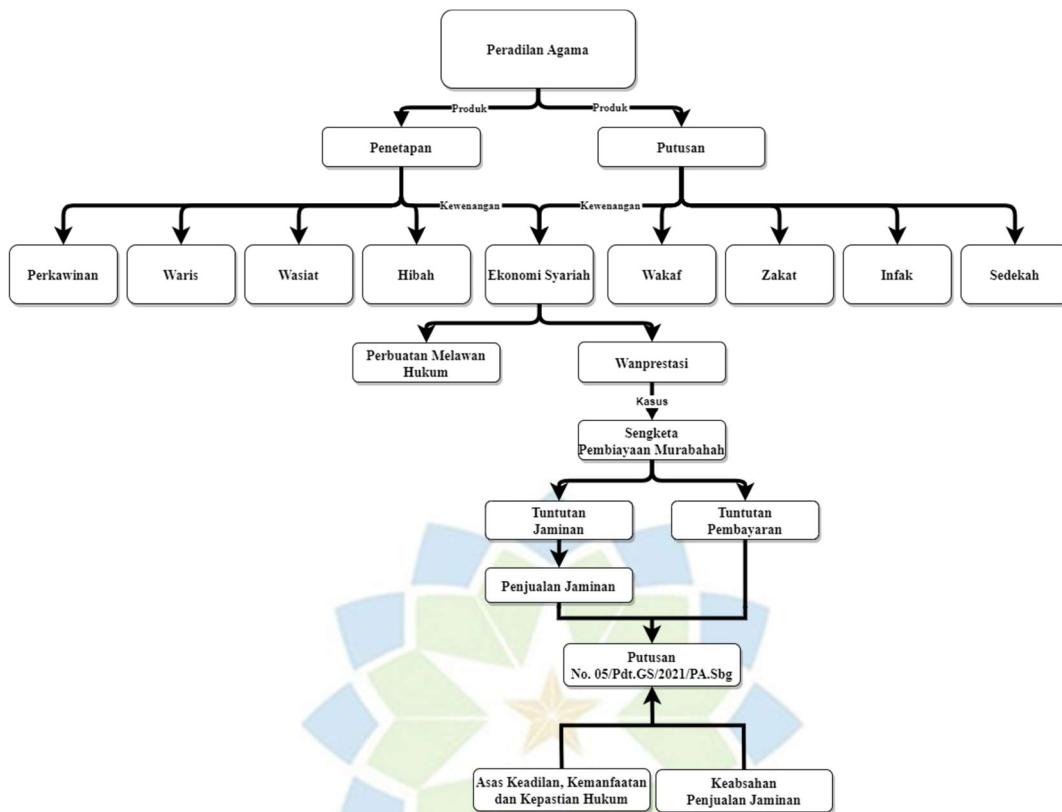 Peradilan Agama
Produk
Produk
Penetapan
Putusan
Kewenangan
Kewenangan
Perkawinan
Waris
Wasiat
Hibah
Ekonomi Syariah
Wakaf
Zakat
Infak
Sedekah
Perbuatan Melawan
Hukum
Wanprestasi
Kasus
Sengketa
Pembiayaan Murabahah
Tuntutan
Jaminan
Tuntutan
Pembayaran
Penjualan Jaminan
Putusan
No. 05/Pdt.GS/2021/PA.Sbg
Asas Keadilan, Kemanfaatan
dan Kepastian Hukum
Keabsahan
Penjualan Jaminan